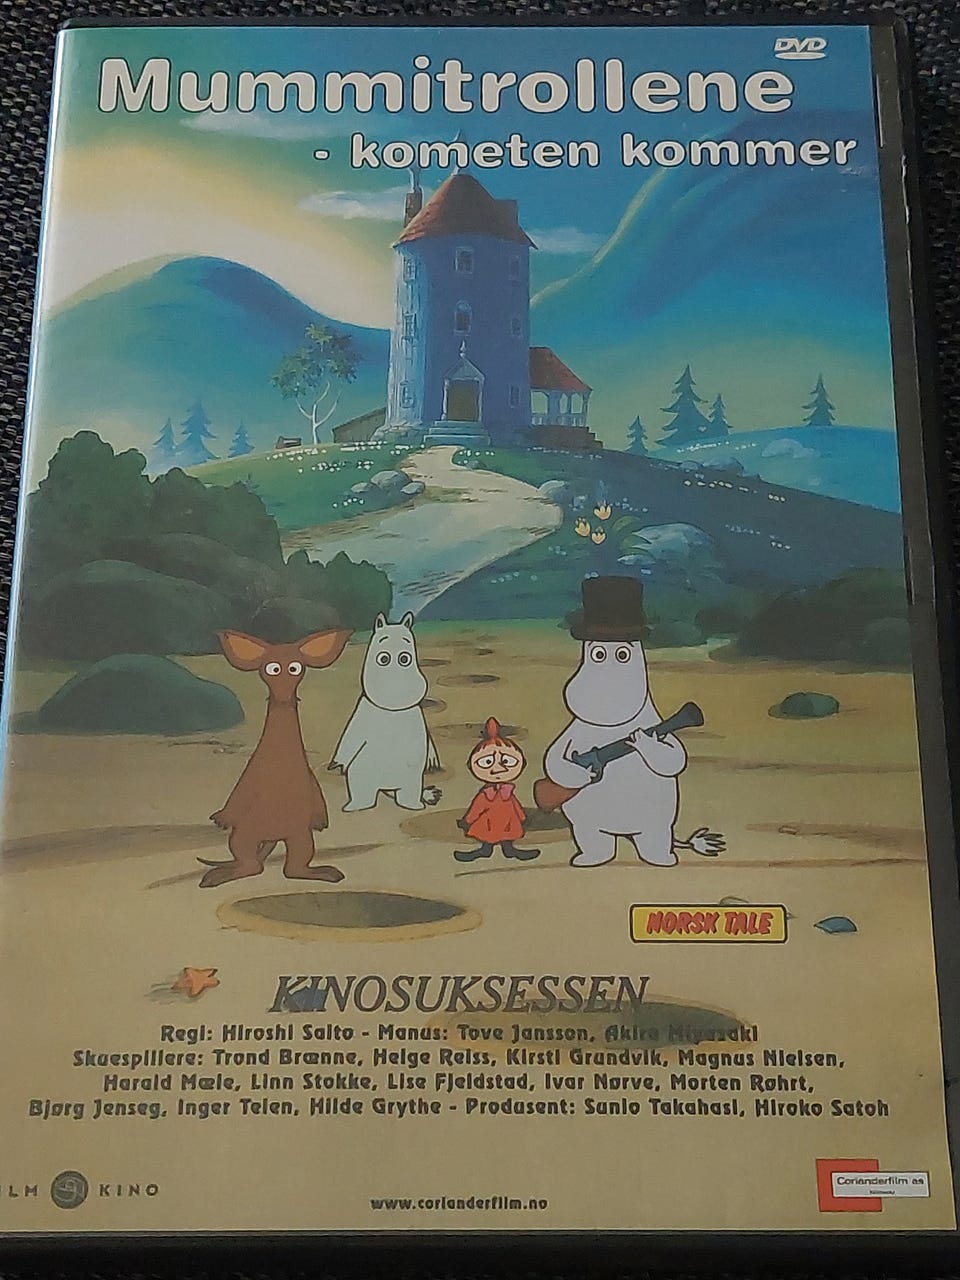 DVD
Mummitrollene
- kometen kommer
NORSK TALE
KINOSUKSESSEN
Regi: Hiroshi Saito - Manus: Tove Jansson, Akira Miyazaki
Skuespillere: Trond Brænne, Helge Reiss, Kirsti Grundvik, Magnus Nielsen,
Harald Mæle, Linn Stokke, Lise Fjeldstad, Ivar Nørve, Morten Røhrt,
Bjørg Jenseg, Inger Teien, Hilde Grythe - Produsent: Sunio Takahasi, Hiroko Satoh
LM KINO
www.corianderfilm.no
Corianderfilm as